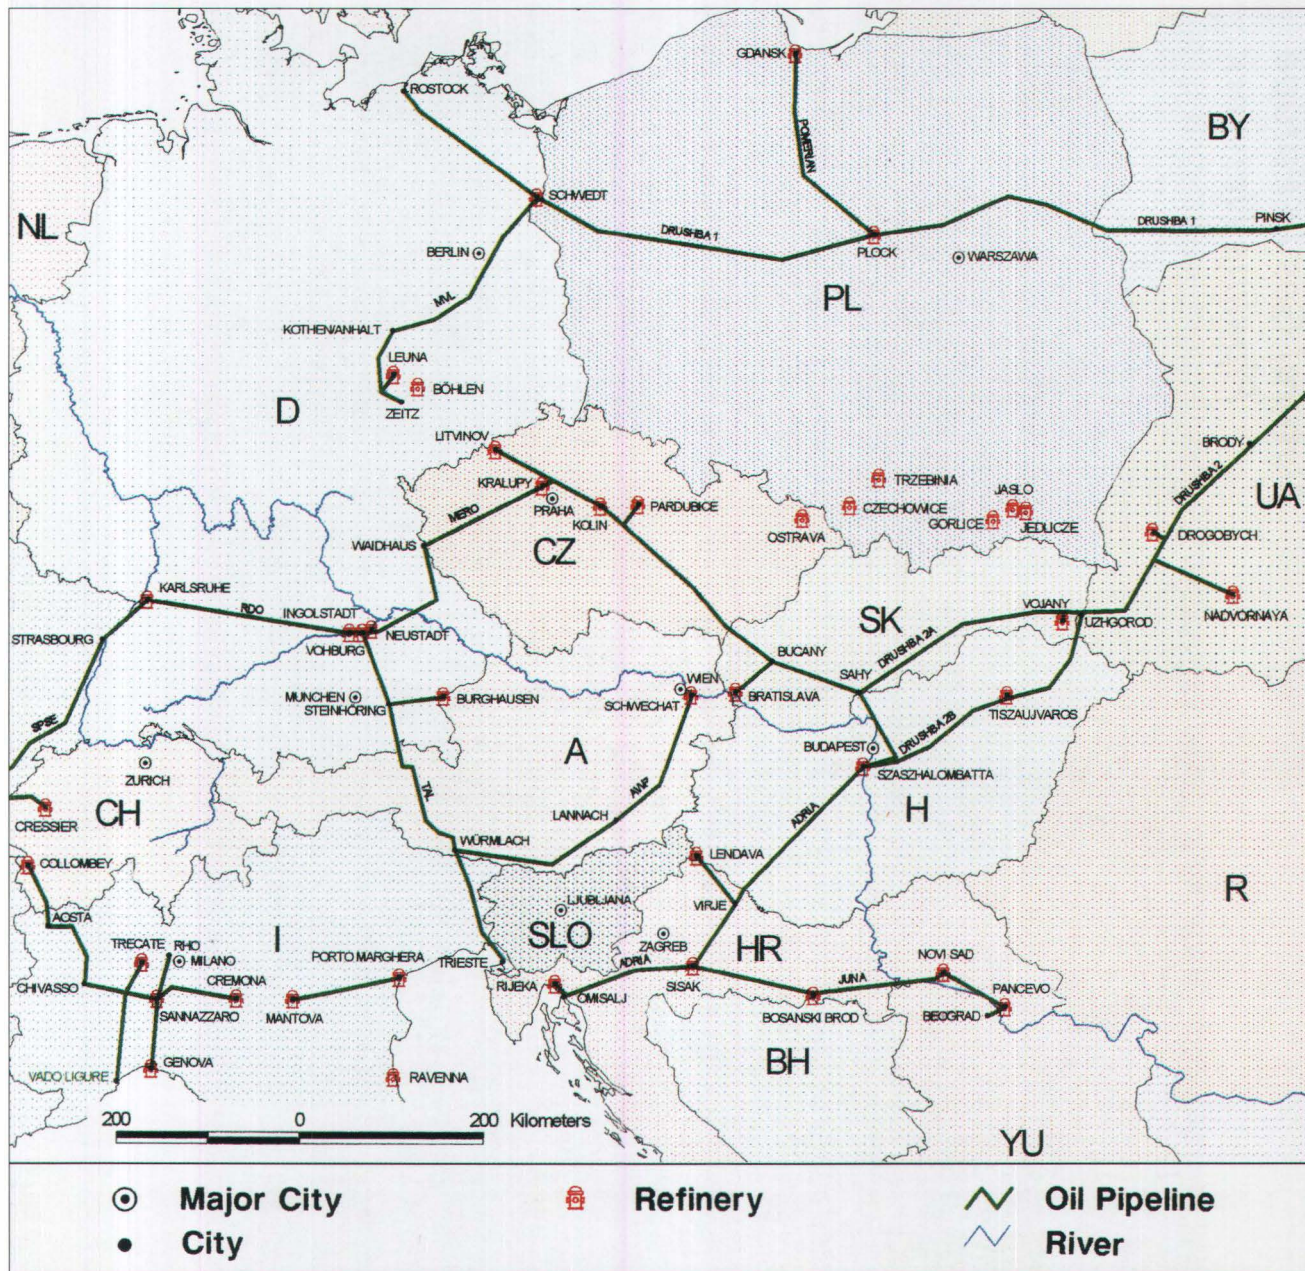 GDANSK
ROSTOCK
BY
POMERIAN
SCHWEDT
NL
DRUSHBA 1
DRUSHBA 1
PINSK
BERLIN
PLOCK
WARSZAWA
MVL
PL
KOTHEN/ANHALT
LEUNA
BÖHLEN
D
ZEITZ
LITVINOV
BRODY
KRALUPY
TRZEBINIA
DRUSHBA 2
JASLO
UA
PRAHA
PARDUBICE
CZECHOWICE
MERO
KOLIN
GORLICE
JEDLICZE
OSTRAVA
DROGOBYCH
WAIDHAUS
CZ
KARLSRUHE
RDO
INGOLSTADT
SK
VOJANY
NADVORNAYA
STRASBOURG
NEUSTADT
UZHGOROD
VOHBURG
DRUSHBA 2A
BUCANY
SAHY
WIEN
MUNCHEN
BURGHAUSEN
SCHWECHAT
BRATISLAVA
STEINHÖRING
TISZAUJVAROS
SPSE
DRUSHBA 2B
A
BUDAPEST
ZURICH
SZASZHALOMBATTA
TAL
AWP
CH
H
CRESSIER
LANNACH
ADRIA
WÜRMLACH
COLLOMBEY
LENDAVA
R
LJUBLJANA
VIRJE
AOSTA
I
SLO
ZAGREB
HR
TRECATE
RHO
PORTO MARGHERA
MILANO
TRIESTE
ADRIA
NOVI SAD
CREMONA
RIJEKA
SISAK
JUNA
CHIVASSO
OMISALJ
PANCEVO
SANNAZZARO
MANTOVA
BOSANSKI BROD
BEOGRAD
GENOVA
BH
VADO LIGURE
RAVENNA
200 0 200 Kilometers
YU
Major City
Refinery
Oil Pipeline
City
River